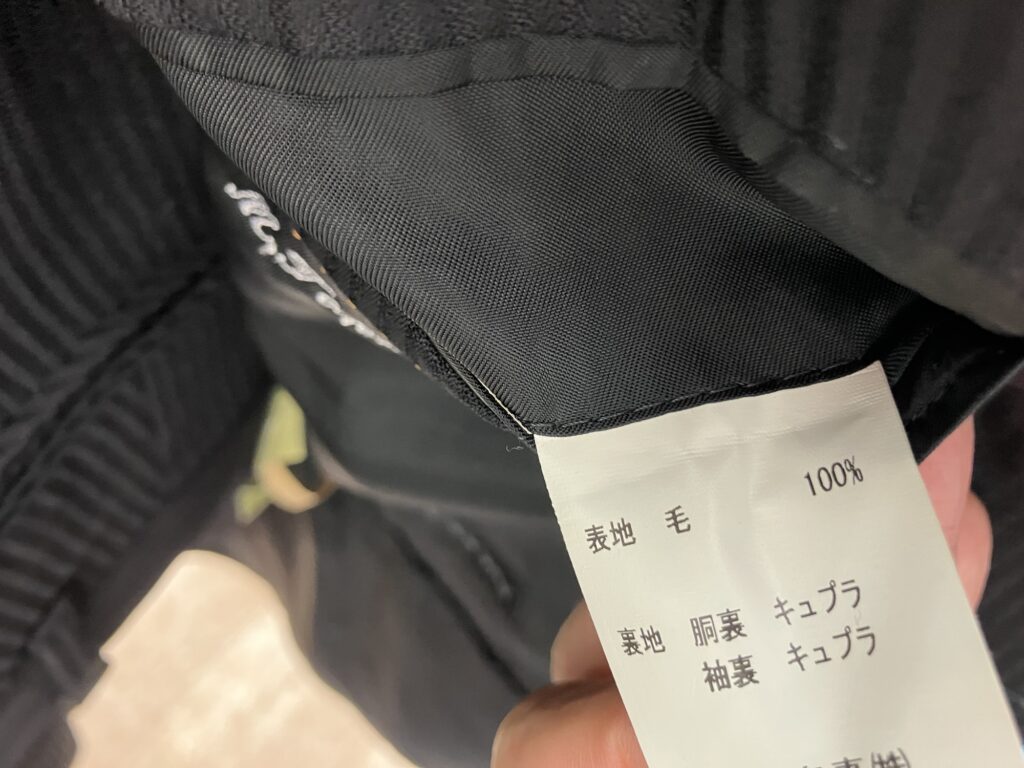 表地 毛 100%
裏地 胴裏 キュプラ
袖裏 キュプラ